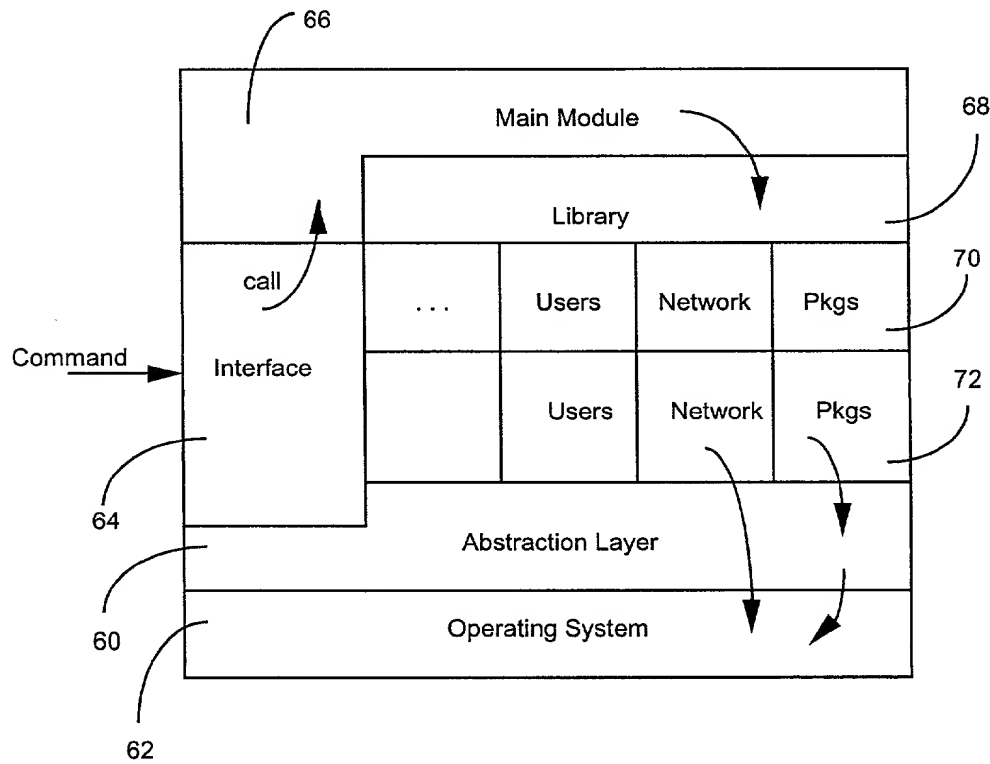 66
Main Module
68
Library
call
... Users Network Pkgs
70
Command
Interface
Users Network Pkgs
72
64
Abstraction Layer
60
Operating System
62